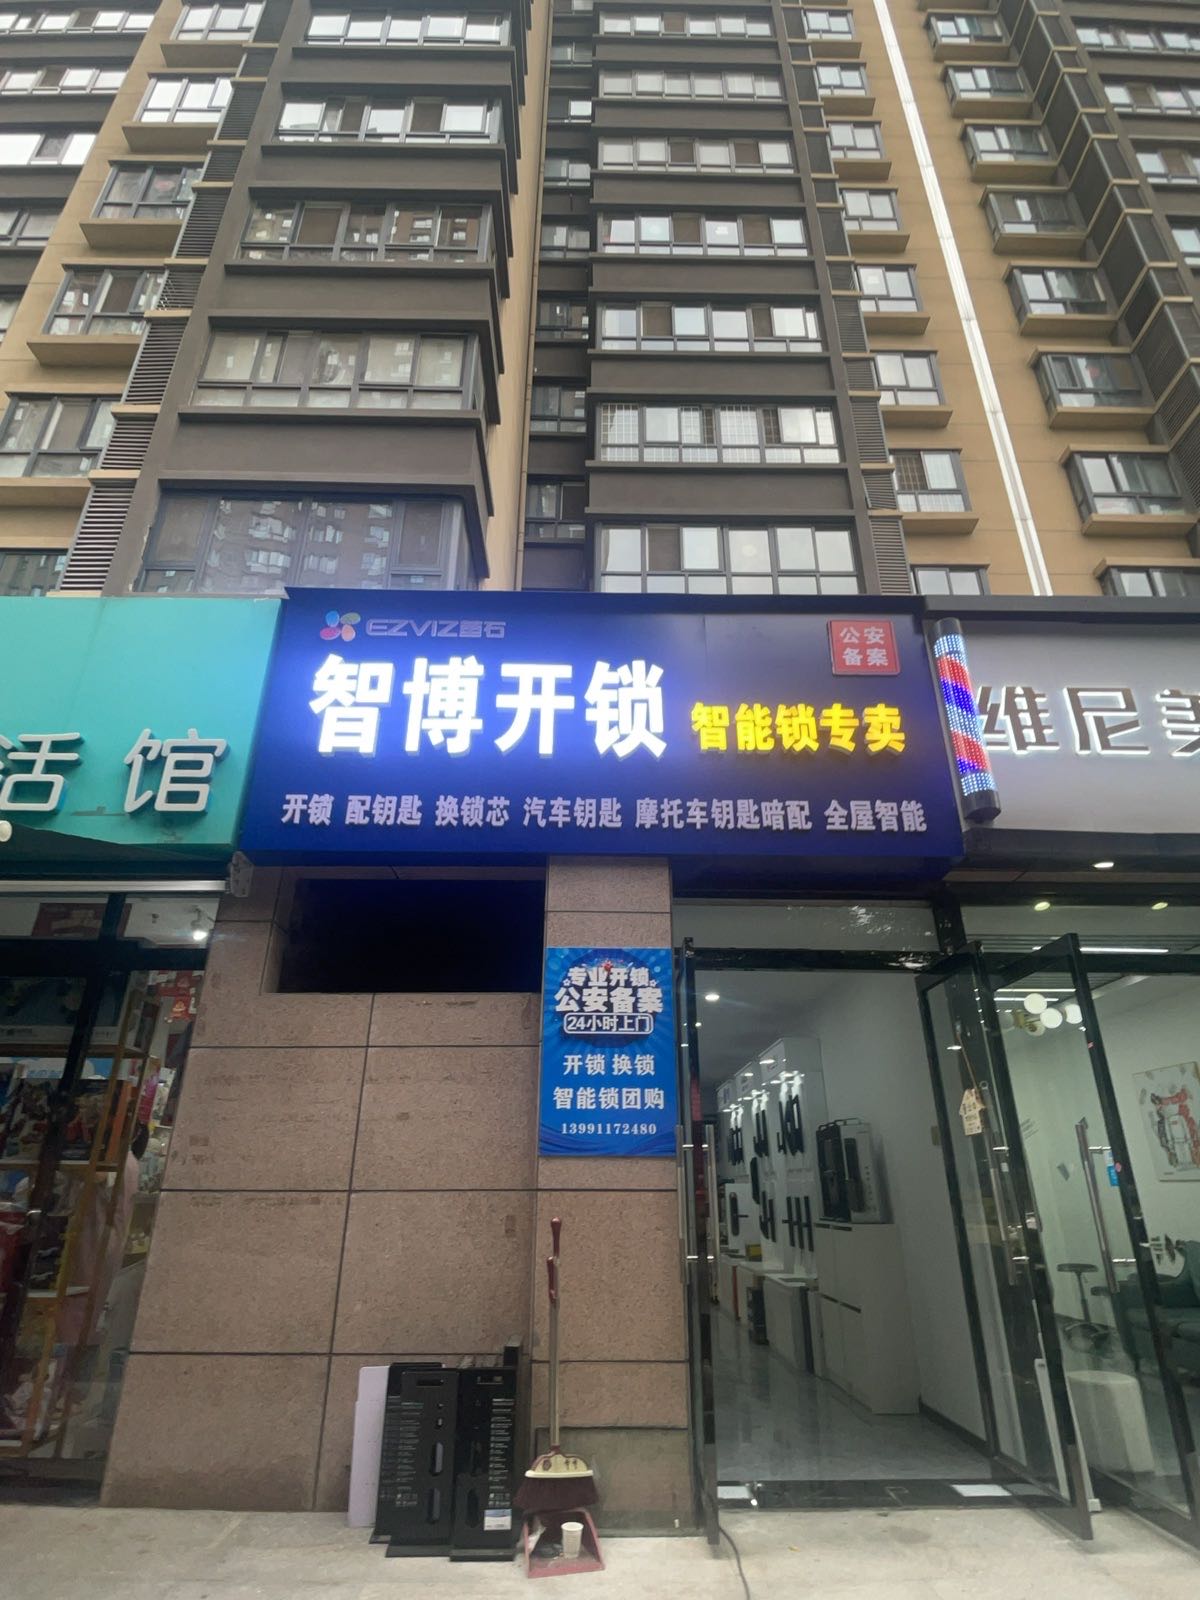 EZVIZ萤石
公安
备案
智博开锁
智能锁专卖
开锁 配钥匙 换锁芯 汽车钥匙 摩托车钥匙暗配 全屋智能
活馆
维尼美
专业开锁
公安备案
24小时上门
开锁 换锁
智能锁团购
13991172480